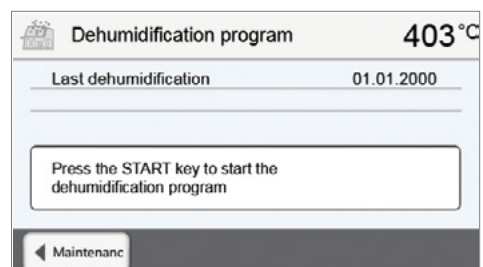 Dehumidification program 403°C
Last dehumidification 01.01.2000
Press the START key to start the
dehumidification program
Maintenanc